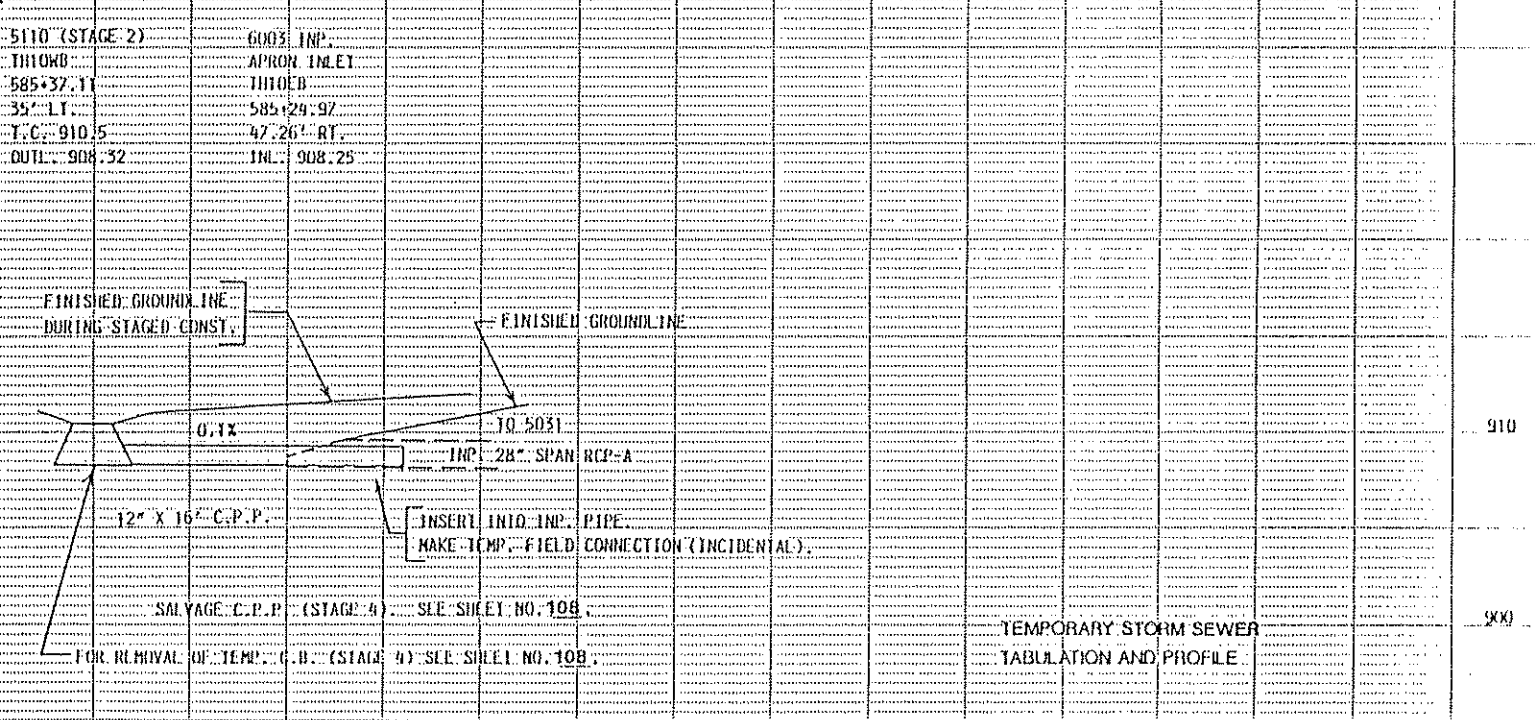 5110 (STAGE 2)
TH10WB
585+37.11
35' LT.
T.C. 910.5
OUTL. 908.32
6003 INP.
APRON INLET
TH10EB
585+24.97
47.26' RT.
INL. 908.25
FINISHED GROUNDLINE
DURING STAGED CONST.
FINISHED GROUNDLINE
0.1%
TO 5031
INP. 28" SPAN RCP-A
910
12" X 16' C.P.P.
INSERT INTO INP. PIPE.
MAKE TEMP. FIELD CONNECTION (INCIDENTAL).
SALVAGE C.P.P. (STAGE 4). SEE SHEET NO. 108.
900
FOR REMOVAL OF TEMP. C.B. (STAGE 4) SEE SHEET NO. 108.
TEMPORARY STORM SEWER
TABULATION AND PROFILE